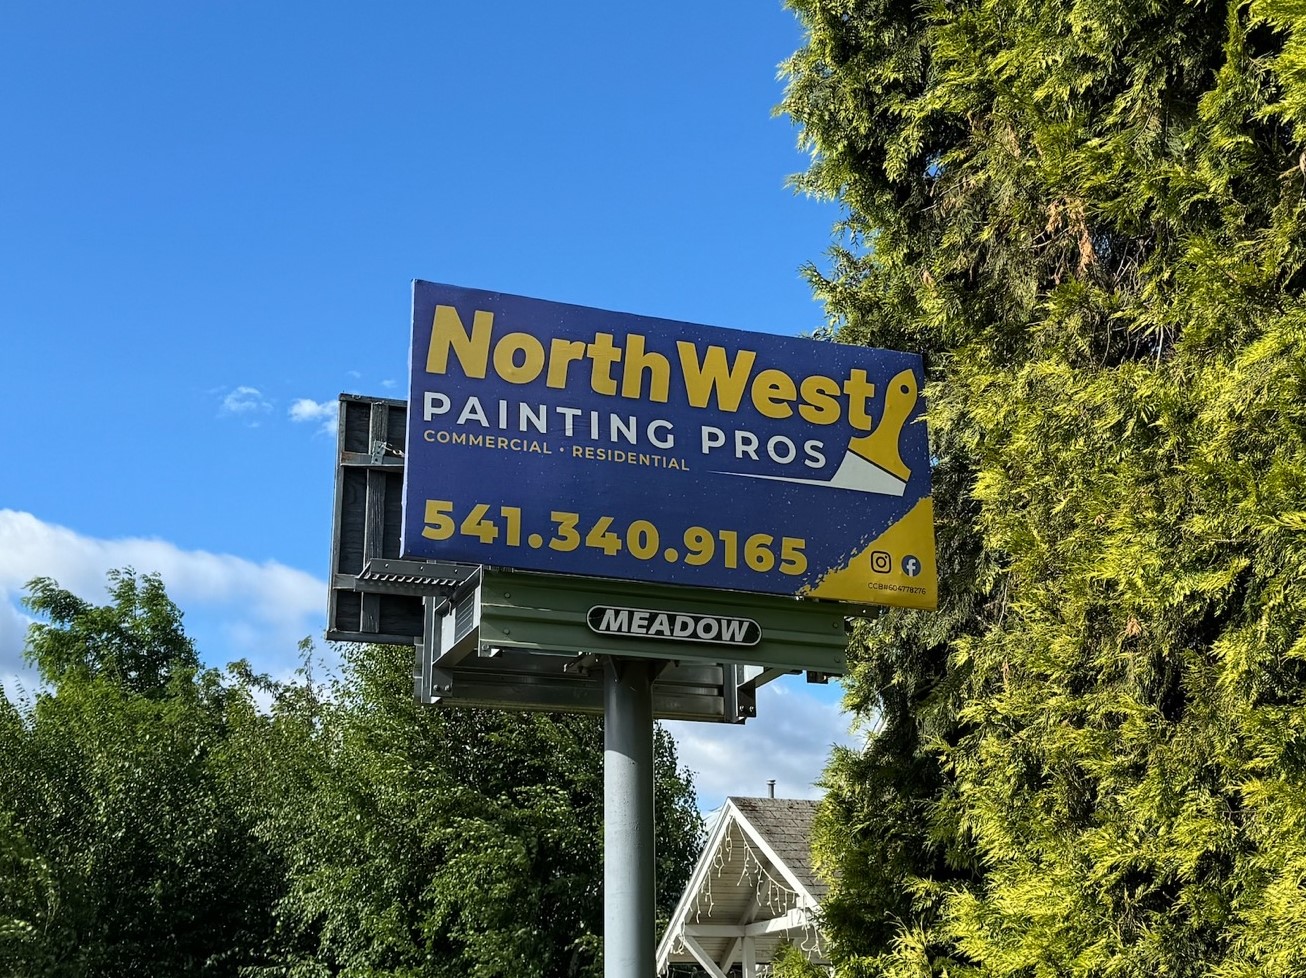 NorthWest
PAINTING PROS
COMMERCIAL • RESIDENTIAL
541.340.9165
CCB#604778276
MEADOW